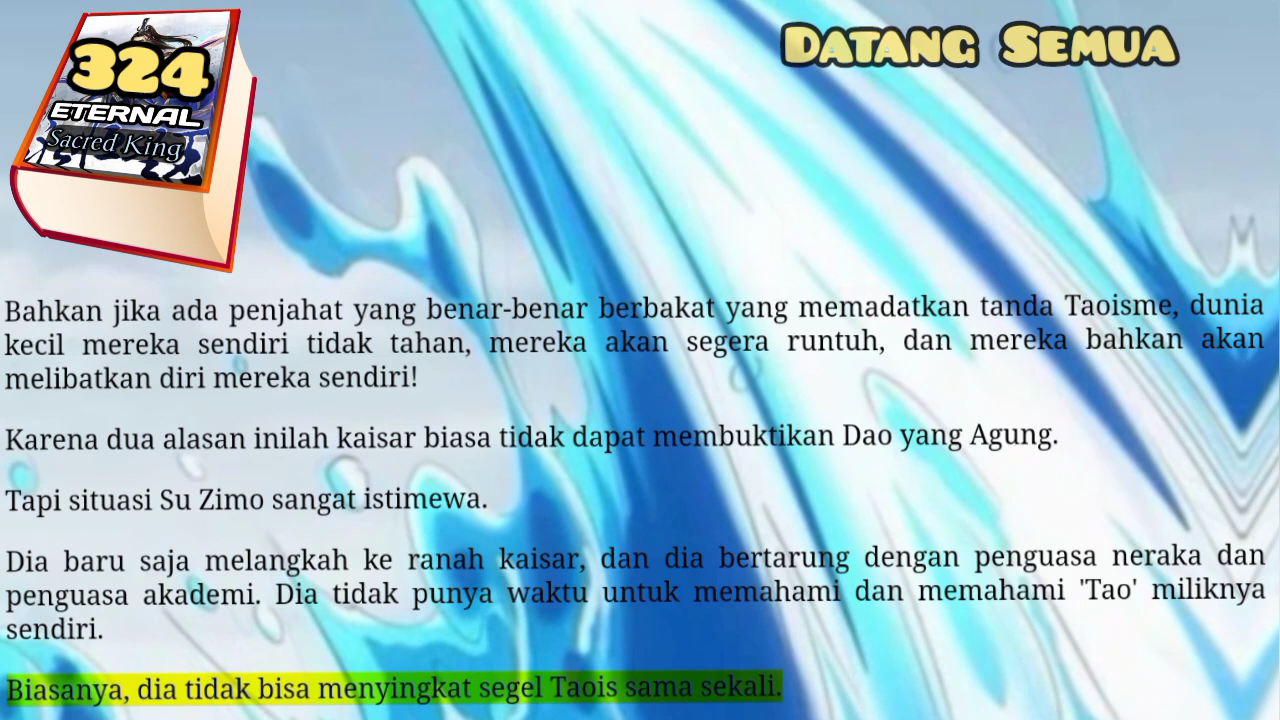 324
ETERNAL
Sacred King
DATANG SEMUA
Bahkan jika ada penjahat yang benar-benar berbakat yang memadatkan tanda Taoisme, dunia
kecil mereka sendiri tidak tahan, mereka akan segera runtuh, dan mereka bahkan akan
melibatkan diri mereka sendiri!
Karena dua alasan inilah kaisar biasa tidak dapat membuktikan Dao yang Agung.
Tapi situasi Su Zimo sangat istimewa.
Dia baru saja melangkah ke ranah kaisar, dan dia bertarung dengan penguasa neraka dan
penguasa akademi. Dia tidak punya waktu untuk memahami dan memahami 'Tao' miliknya
sendiri.
Biasanya, dia tidak bisa menyingkat segel Taois sama sekali.